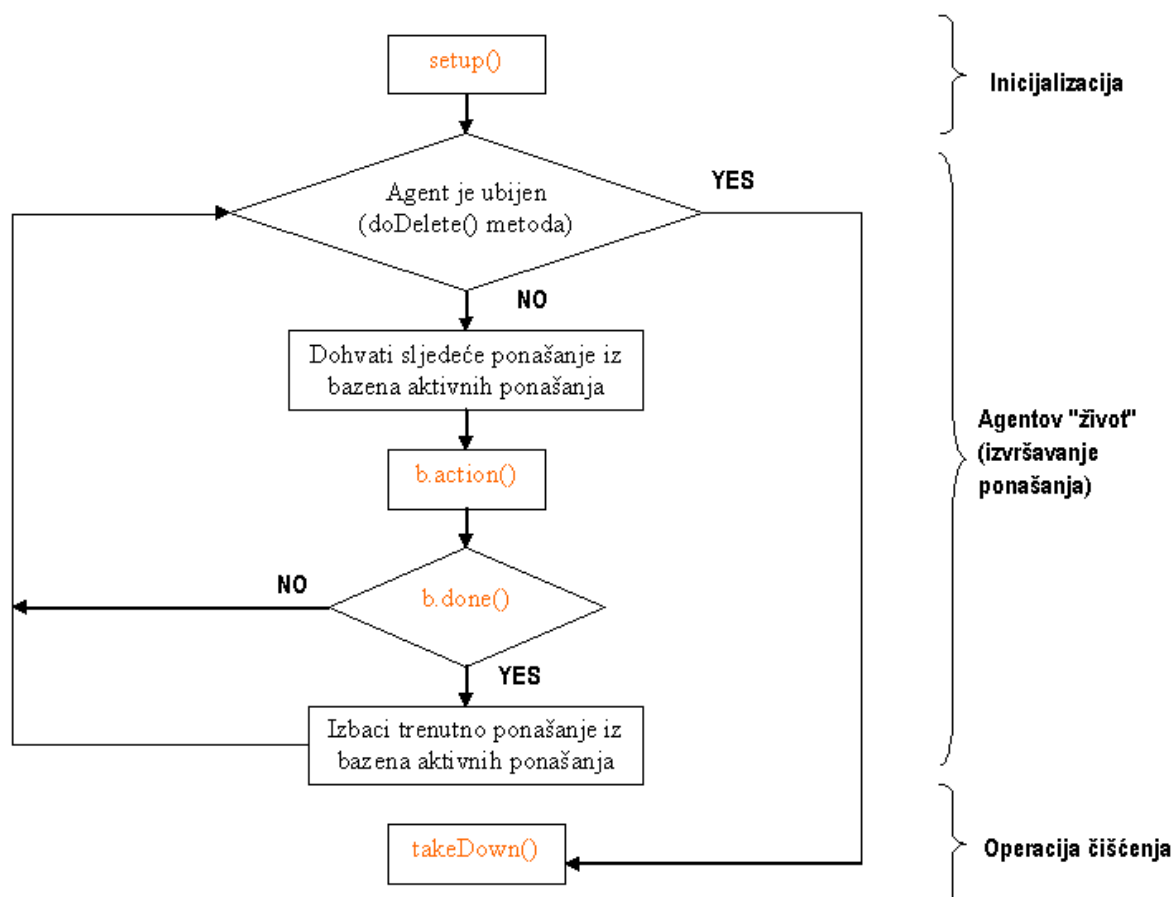 setup()
Inicijalizacija
Agent je ubijen
(doDelete() metoda)
YES
NO
Dohvati sljedeće ponašanje iz
bazena aktivnih ponašanja
Agentov "život"
(izvršavanje
ponašanja)
b.action()
b.done()
NO
YES
Izbaci trenutno ponašanje iz
bazena aktivnih ponašanja
takeDown()
Operacija čišćenja